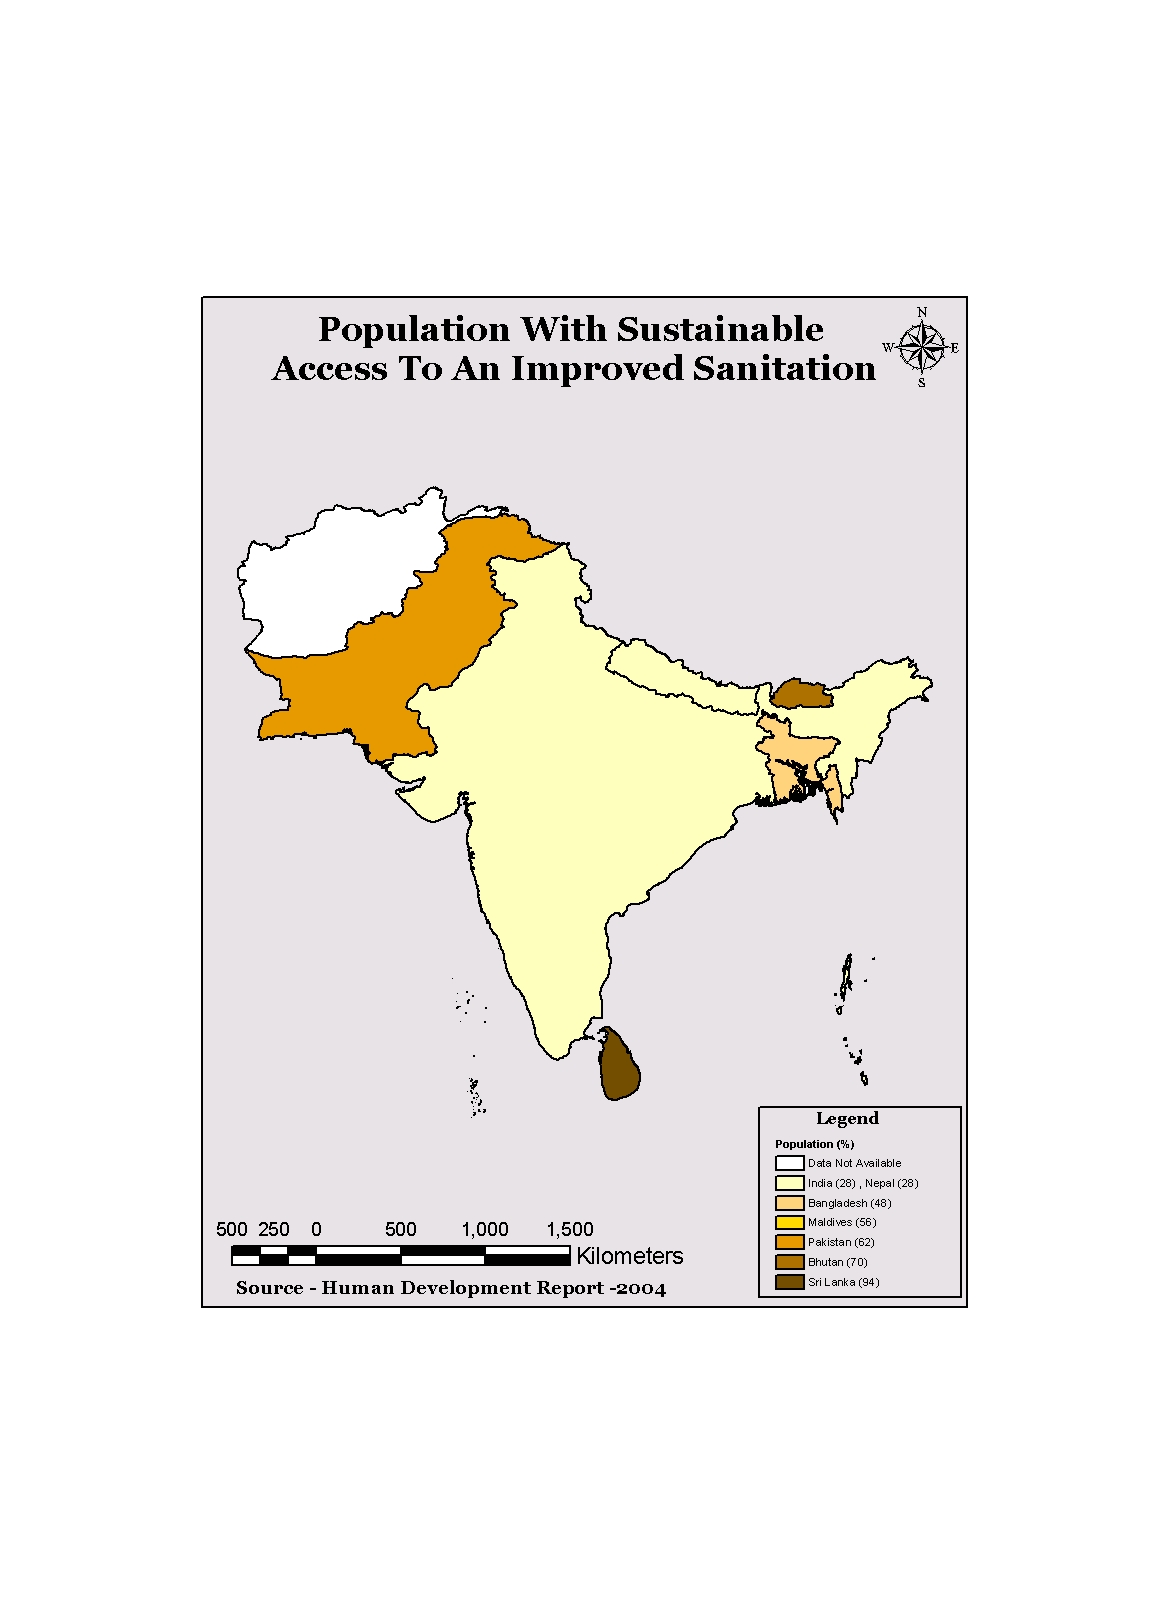 Population With Sustainable
Access To An Improved Sanitation
N
W
E
S
Legend
Population (%)
Data Not Available
India (28) , Nepal (28)
Bangladesh (48)
Maldives (56)
Pakistan (62)
Bhutan (70)
Sri Lanka (94)
500 250 0 500 1,000 1,500
Kilometers
Source - Human Development Report -2004